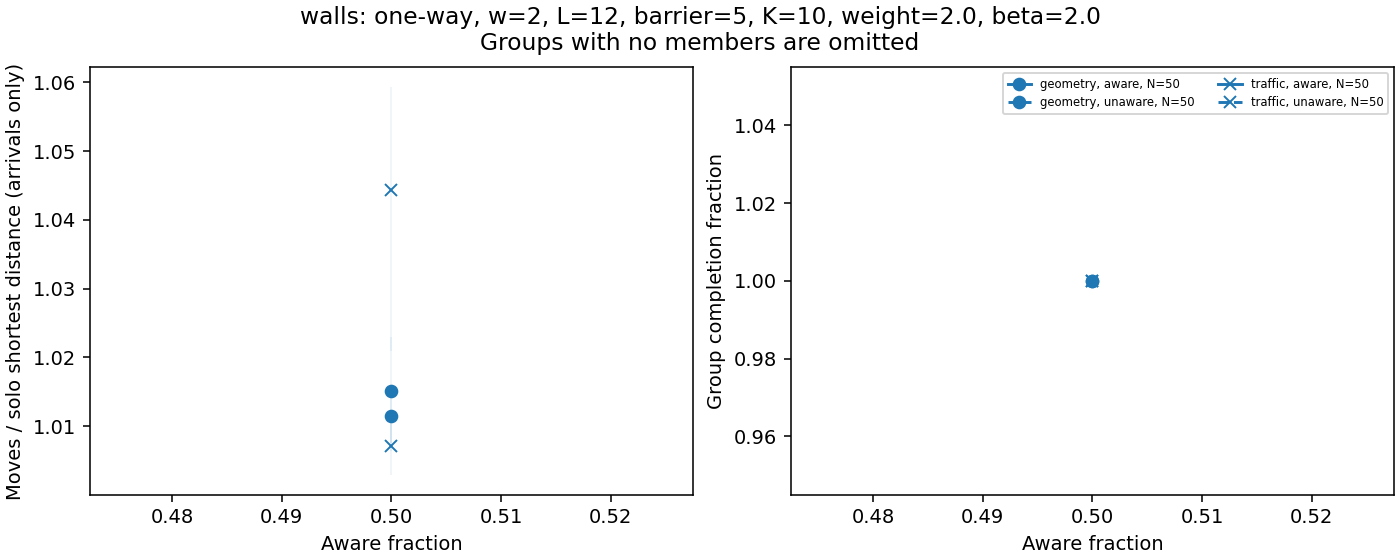 walls: one-way, w=2, L=12, barrier=5, K=10, weight=2.0, beta=2.0
Groups with no members are omitted
Moves / solo shortest distance (arrivals only)
1.06
1.05
1.04
1.03
1.02
1.01
0.48
0.49
0.50
0.51
0.52
Aware fraction
Group completion fraction
1.04
1.02
1.00
0.98
0.96
geometry, aware, N=50
geometry, unaware, N=50
traffic, aware, N=50
traffic, unaware, N=50
0.48
0.49
0.50
0.51
0.52
Aware fraction